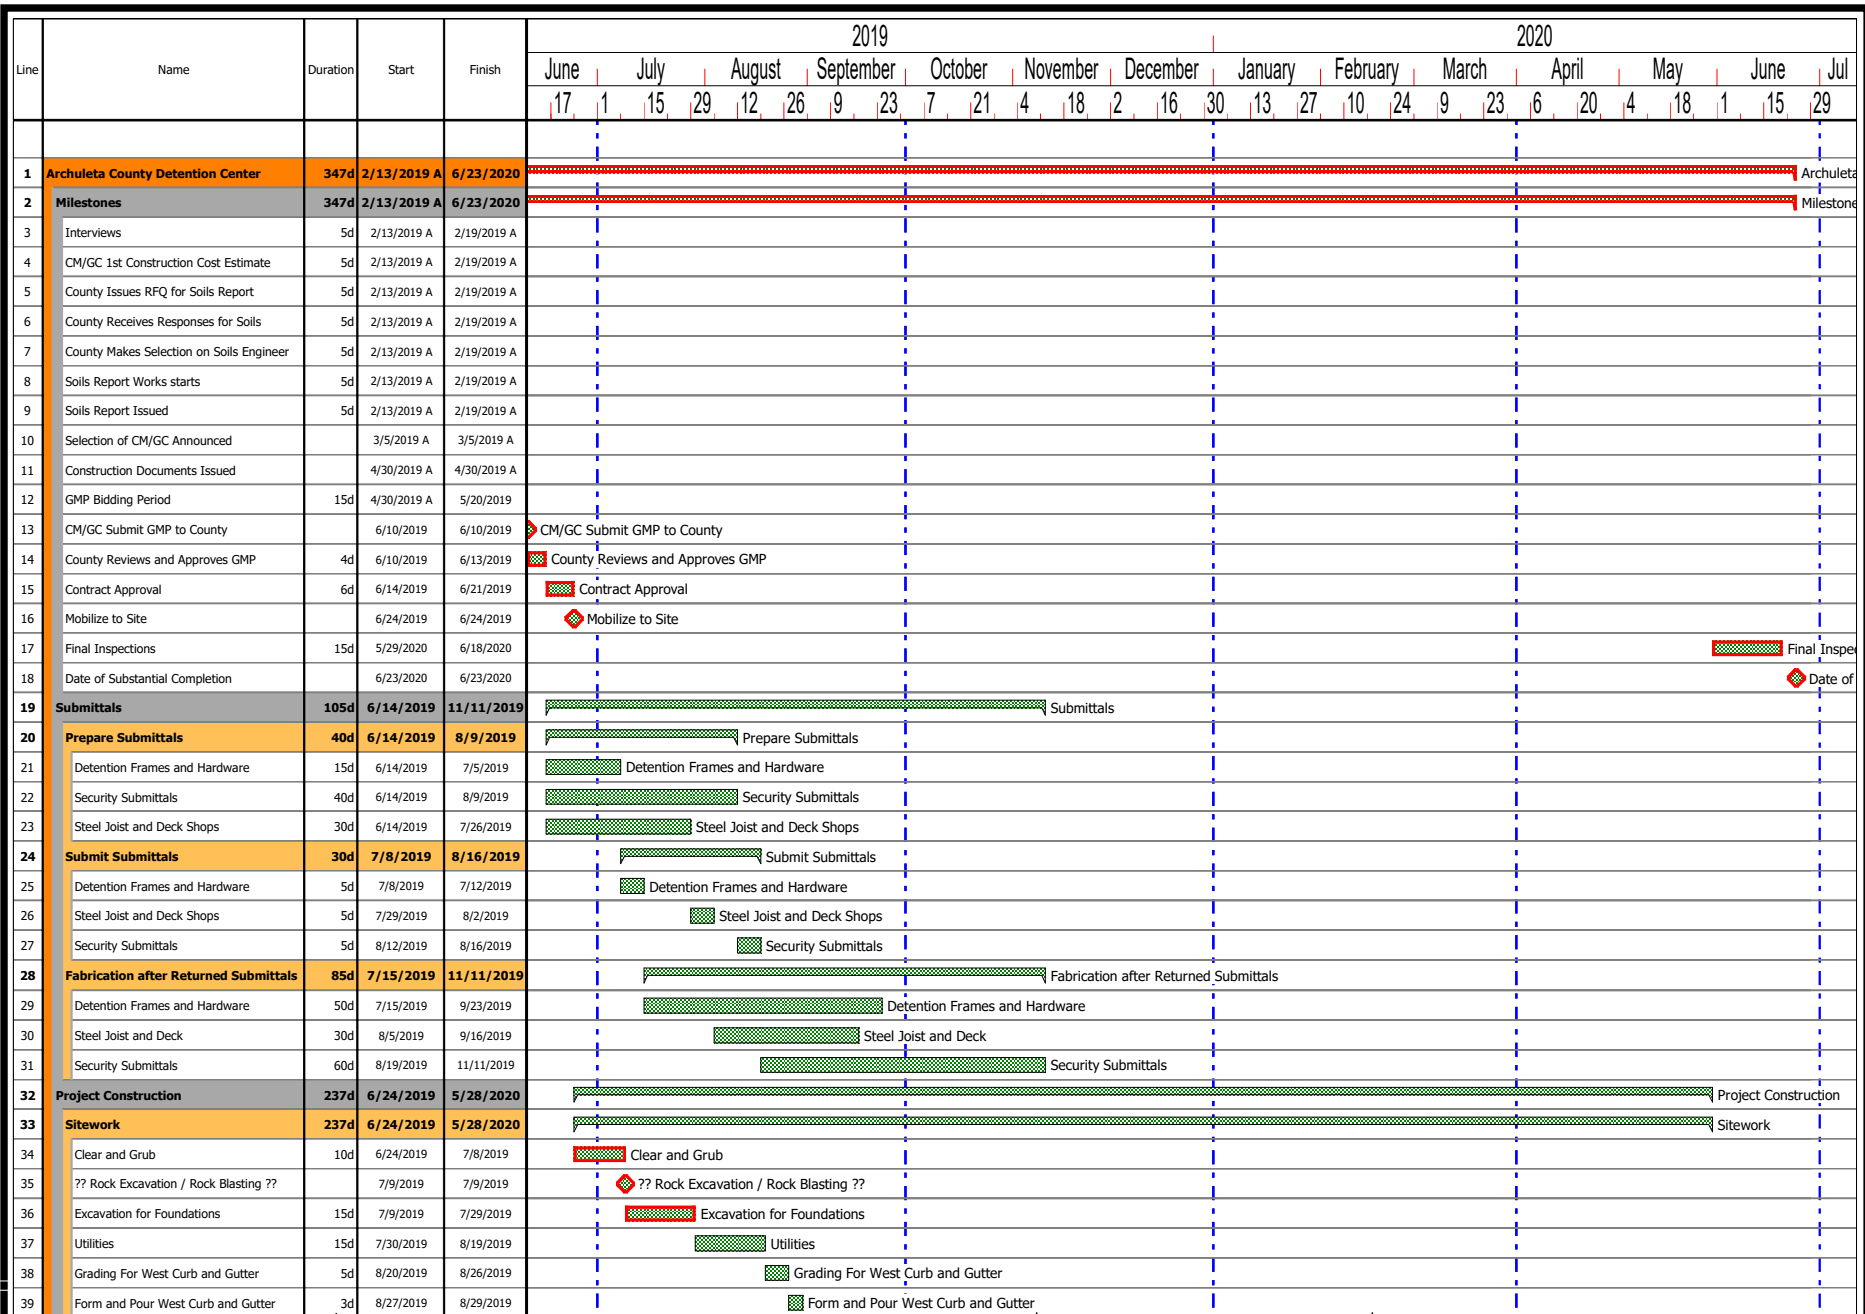 2019 2020
Line Name Duration Start Finish June July August September October November December January February March April May June Jul
17 1 15 29 12 26 9 23 7 21 4 18 2 16 30 13 27 10 24 9 23 6 20 4 18 1 15 29
1 Archuleta County Detention Center 347d 2/13/2019 A 6/23/2020 Archuleta
2 Milestones 347d 2/13/2019 A 6/23/2020 Milestone
3 Interviews 5d 2/13/2019 A 2/19/2019 A
4 CM/GC 1st Construction Cost Estimate 5d 2/13/2019 A 2/19/2019 A
5 County Issues RFQ for Soils Report 5d 2/13/2019 A 2/19/2019 A
6 County Receives Responses for Soils 5d 2/13/2019 A 2/19/2019 A
7 County Makes Selection on Soils Engineer 5d 2/13/2019 A 2/19/2019 A
8 Soils Report Works starts 5d 2/13/2019 A 2/19/2019 A
9 Soils Report Issued 5d 2/13/2019 A 2/19/2019 A
10 Selection of CM/GC Announced 3/5/2019 A 3/5/2019 A
11 Construction Documents Issued 4/30/2019 A 4/30/2019 A
12 GMP Bidding Period 15d 4/30/2019 A 5/20/2019
13 CM/GC Submit GMP to County 6/10/2019 6/10/2019 CM/GC Submit GMP to County
14 County Reviews and Approves GMP 4d 6/10/2019 6/13/2019 County Reviews and Approves GMP
15 Contract Approval 6d 6/14/2019 6/21/2019 Contract Approval
16 Mobilize to Site 6/24/2019 6/24/2019 Mobilize to Site
17 Final Inspections 15d 5/29/2020 6/18/2020 Final Inspe
18 Date of Substantial Completion 6/23/2020 6/23/2020 Date of
19 Submittals 105d 6/14/2019 11/11/2019 Submittals
20 Prepare Submittals 40d 6/14/2019 8/9/2019 Prepare Submittals
21 Detention Frames and Hardware 15d 6/14/2019 7/5/2019 Detention Frames and Hardware
22 Security Submittals 40d 6/14/2019 8/9/2019 Security Submittals
23 Steel Joist and Deck Shops 30d 6/14/2019 7/26/2019 Steel Joist and Deck Shops
24 Submit Submittals 30d 7/8/2019 8/16/2019 Submit Submittals
25 Detention Frames and Hardware 5d 7/8/2019 7/12/2019 Detention Frames and Hardware
26 Steel Joist and Deck Shops 5d 7/29/2019 8/2/2019 Steel Joist and Deck Shops
27 Security Submittals 5d 8/12/2019 8/16/2019 Security Submittals
28 Fabrication after Returned Submittals 85d 7/15/2019 11/11/2019 Fabrication after Returned Submittals
29 Detention Frames and Hardware 50d 7/15/2019 9/23/2019 Detention Frames and Hardware
30 Steel Joist and Deck 30d 8/5/2019 9/16/2019 Steel Joist and Deck
31 Security Submittals 60d 8/19/2019 11/11/2019 Security Submittals
32 Project Construction 237d 6/24/2019 5/28/2020 Project Construction
33 Sitework 237d 6/24/2019 5/28/2020 Sitework
34 Clear and Grub 10d 6/24/2019 7/8/2019 Clear and Grub
35 ?? Rock Excavation / Rock Blasting ?? 7/9/2019 7/9/2019 ?? Rock Excavation / Rock Blasting ??
36 Excavation for Foundations 15d 7/9/2019 7/29/2019 Excavation for Foundations
37 Utilities 15d 7/30/2019 8/19/2019 Utilities
38 Grading For West Curb and Gutter 5d 8/20/2019 8/26/2019 Grading For West Curb and Gutter
39 Form and Pour West Curb and Gutter 3d 8/27/2019 8/29/2019 Form and Pour West Curb and Gutter